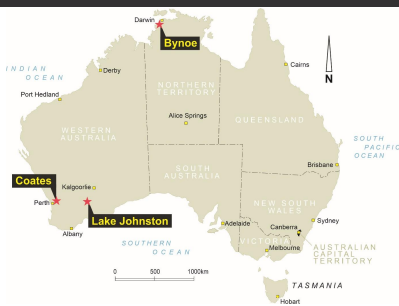 Darwin
Bynoe
INDIAN
OCEAN
Derby
Cairns
N
Port Hedland
NORTHERN
TERRITORY
Alice Springs
QUEENSLAND
WESTERN
AUSTRALIA
SOUTH
PACIFIC
OCEAN
SOUTH
AUSTRALIA
Brisbane
Coates
Kalgoorlie
Perth
NEW SOUTH
WALES
Lake Johnston
Albany
Adelaide
Canberra
Sydney
SOUTHERN
OCEAN
VICTORIA
Melbourne
AUSTRALIAN
CAPITAL
TERRITORY
0 500 1000km
TASMANIA
Hobart